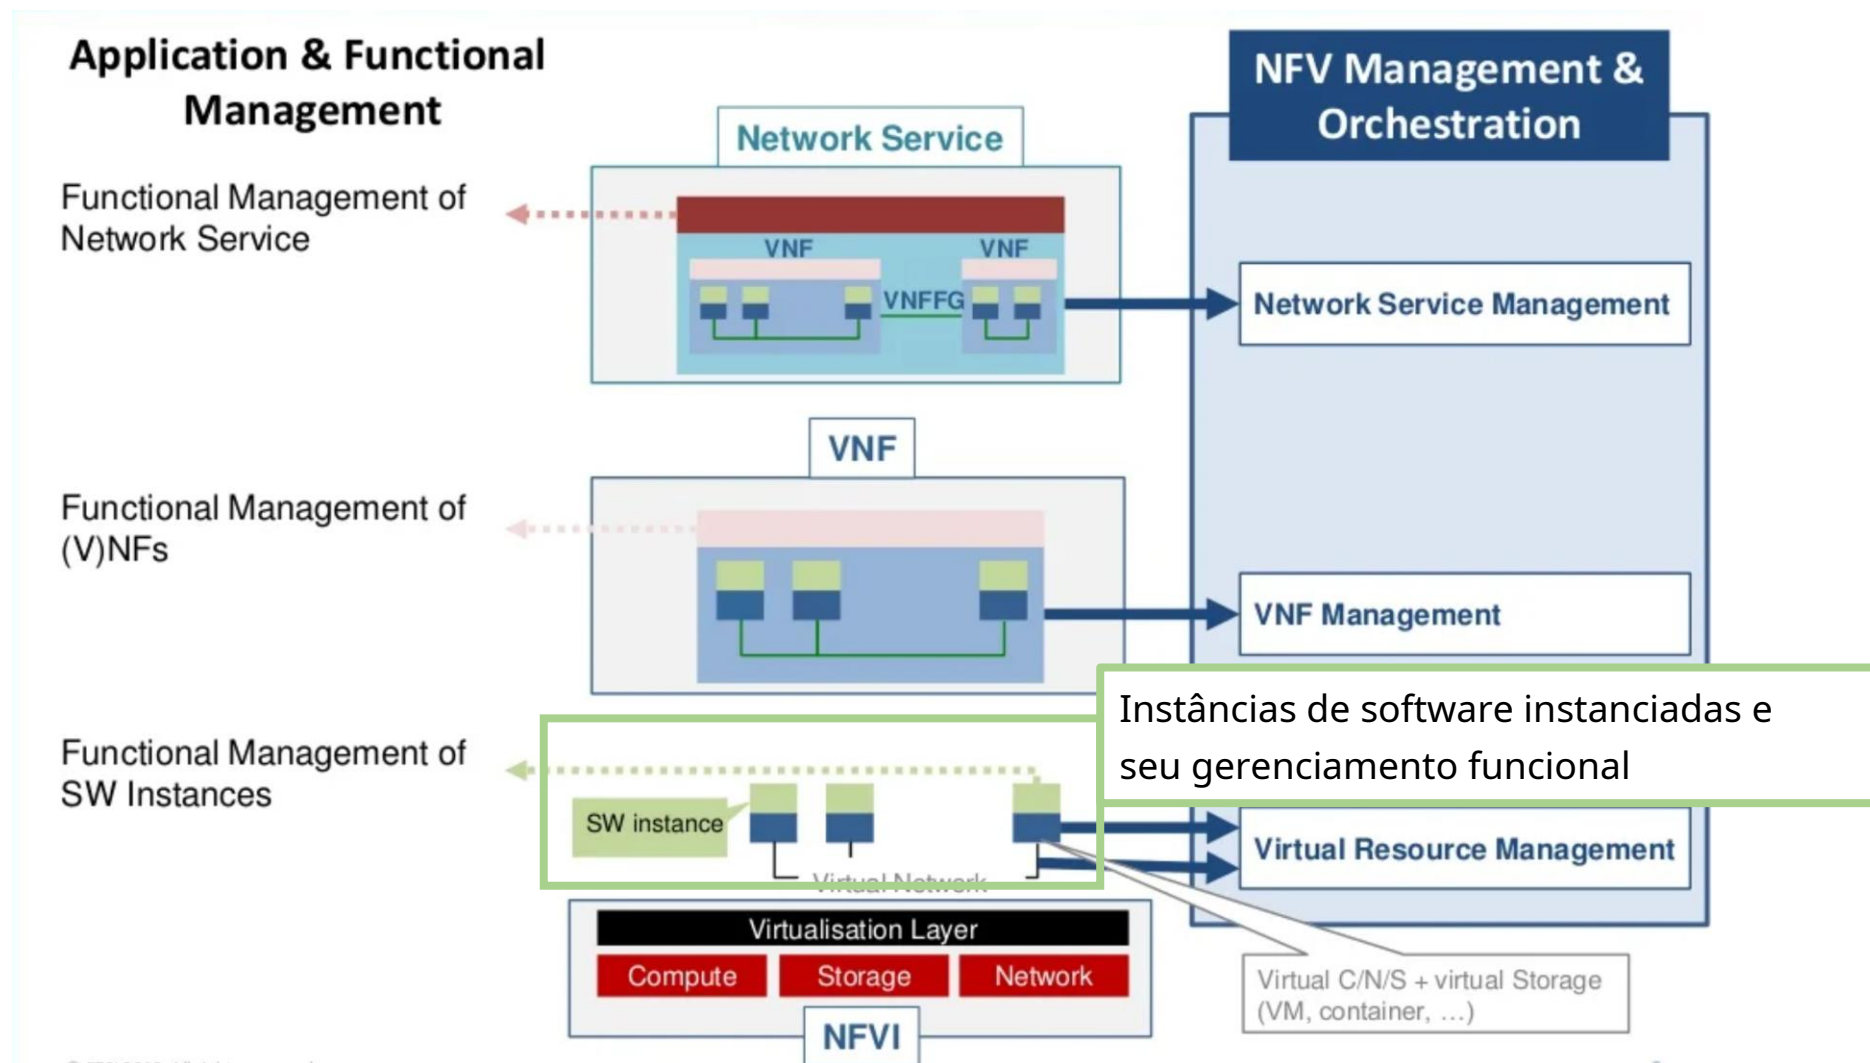 Application & Functional
Management
NFV Management &
Orchestration
Network Service
Functional Management of
Network Service
VNF
VNF
VNFFG
Network Service Management
VNF
Functional Management of
(V)NFs
VNF Management
Instâncias de software instanciadas e
seu gerenciamento funcional
Functional Management of
SW Instances
SW instance
Virtual Network
Virtual Resource Management
Virtualisation Layer
Compute
Storage
Network
NFVI
Virtual C/N/S + virtual Storage
(VM, container, …)